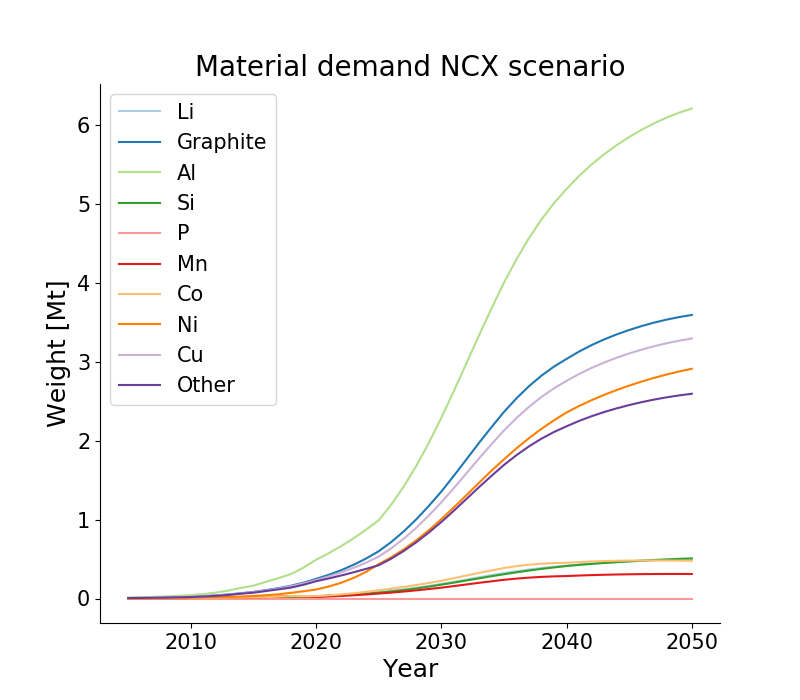 Material demand NCX scenario
Li
Graphite
Al
Si
P
Mn
Co
Ni
Cu
Other
6
5
4
3
2
1
0
Weight [Mt]
2010 2020 2030 2040 2050
Year